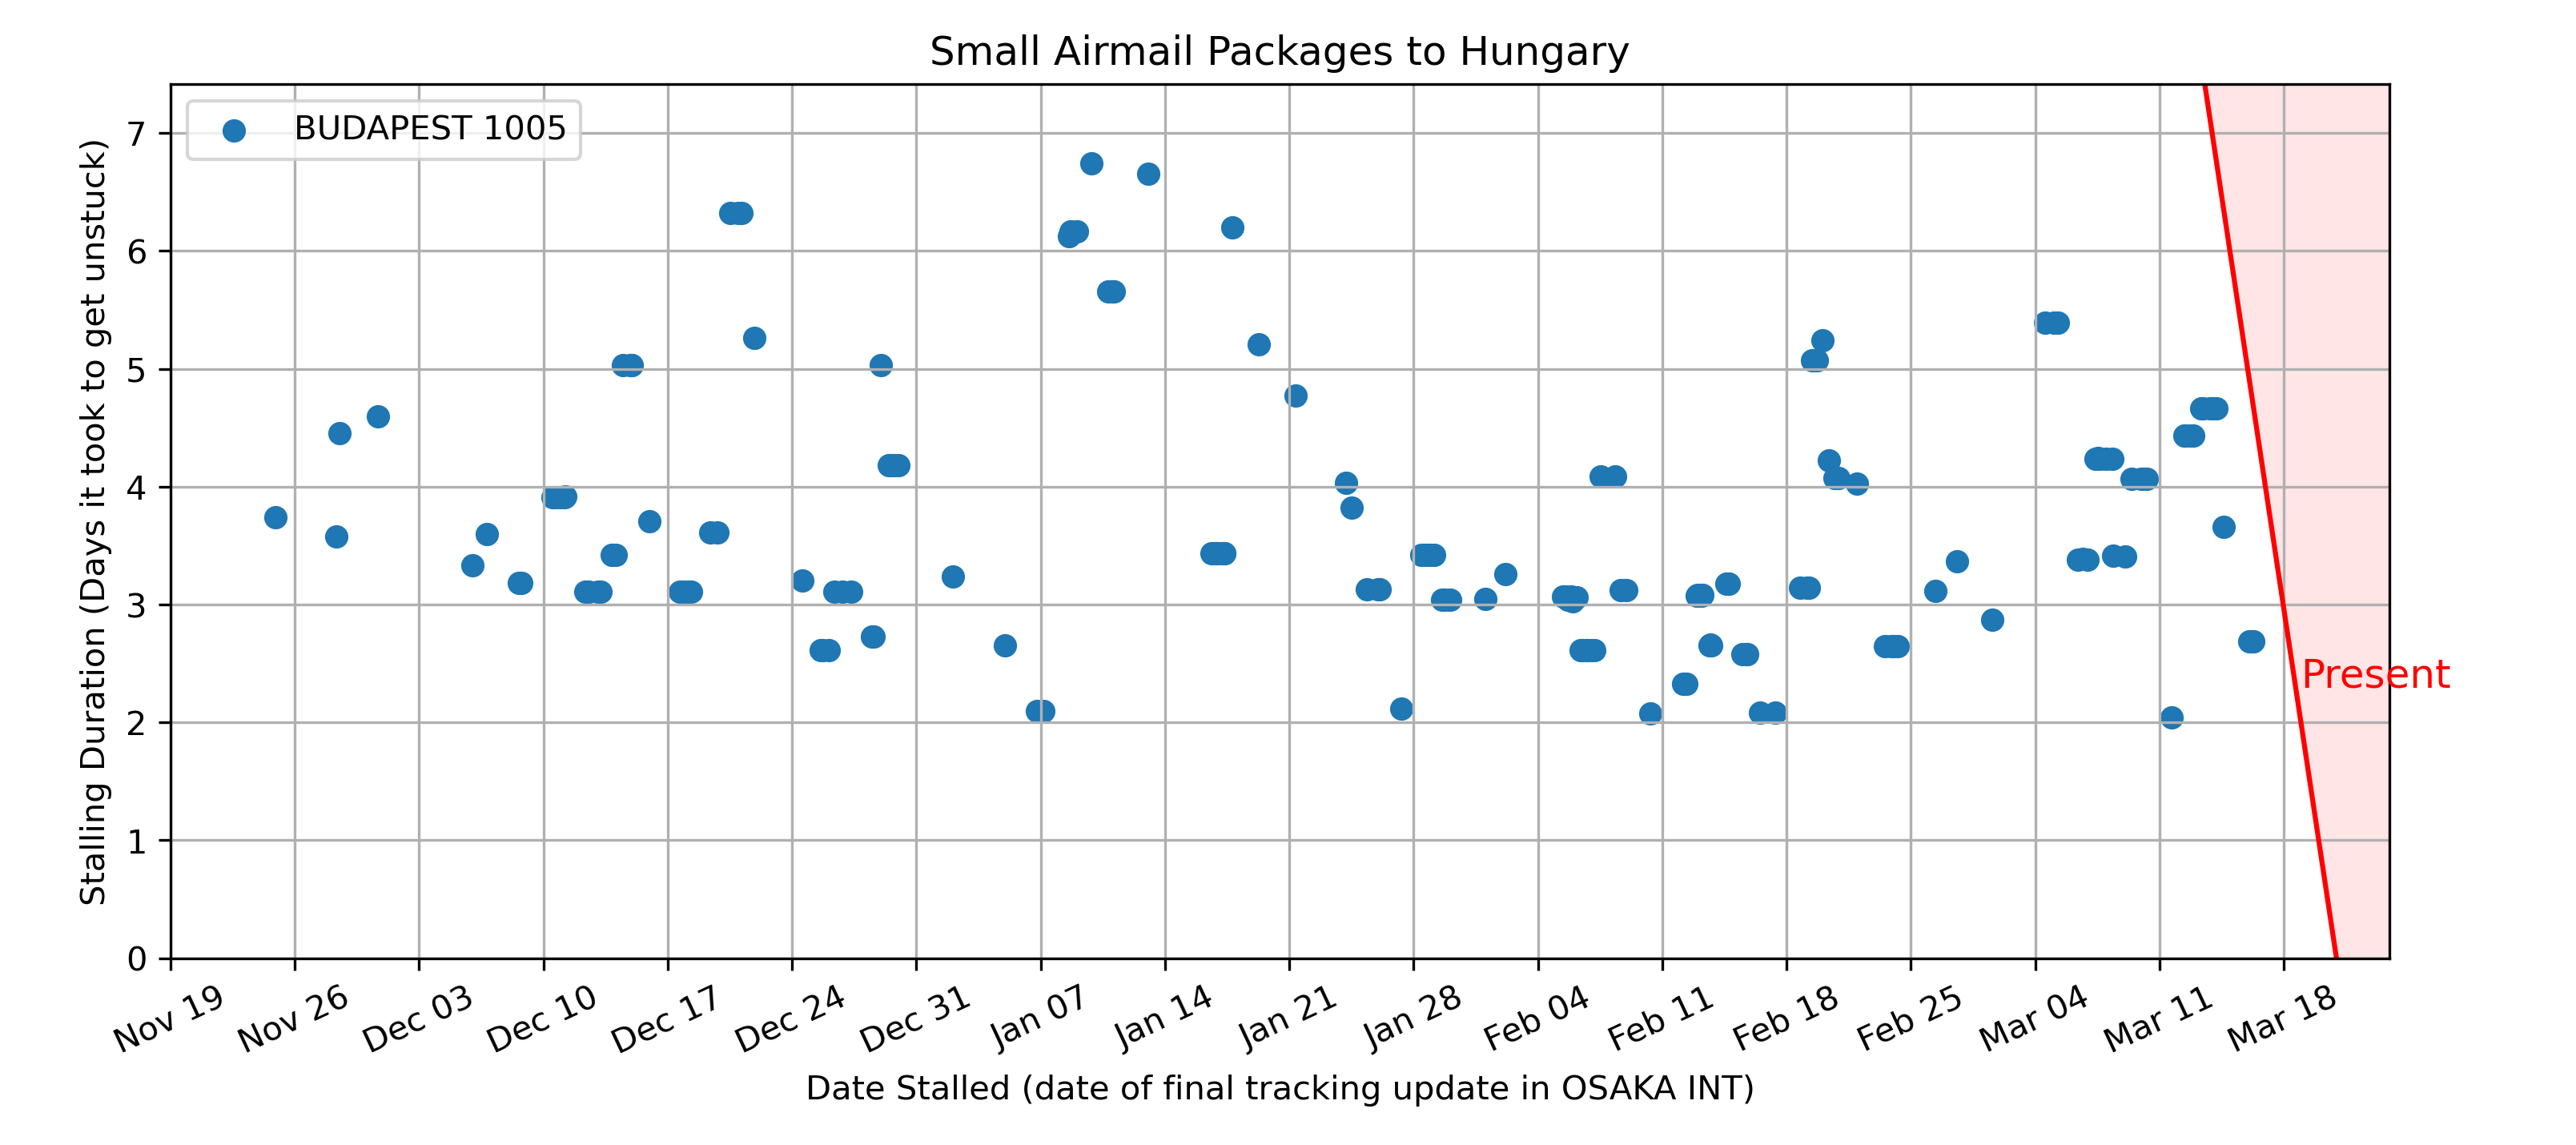 Small Airmail Packages to Hungary
BUDAPEST 1005
Stalling Duration (Days it took to get unstuck)
7
6
5
4
3
2
1
0
Present
Nov 19
Nov 26
Dec 03
Dec 10
Dec 17
Dec 24
Dec 31
Jan 07
Jan 14
Jan 21
Jan 28
Feb 04
Feb 11
Feb 18
Feb 25
Mar 04
Mar 11
Mar 18
Date Stalled (date of final tracking update in OSAKA INT)